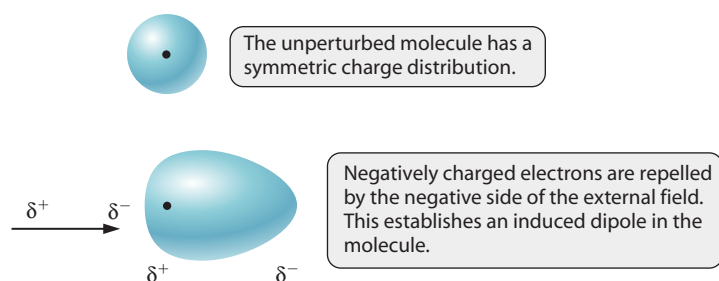 The unperturbed molecule has a
symmetric charge distribution.
Negatively charged electrons are repelled
by the negative side of the external field.
This establishes an induced dipole in the
molecule.
δ+ δ−
δ+ δ−